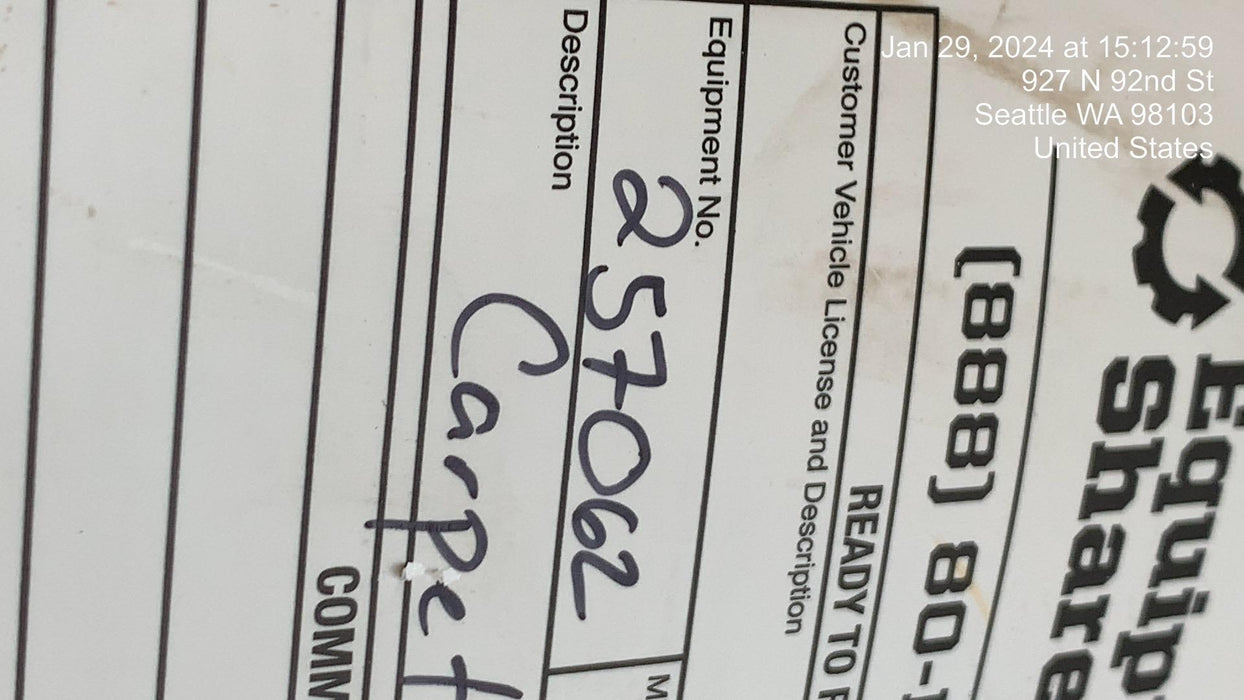 Jan 29, 2024 at 15:12:59
927 N 92nd St
Seattle WA 98103
United States
Equip
Share
(888) 80-
READY TO
Customer Vehicle License and Description
Equipment No.
257062
Description
Carpet